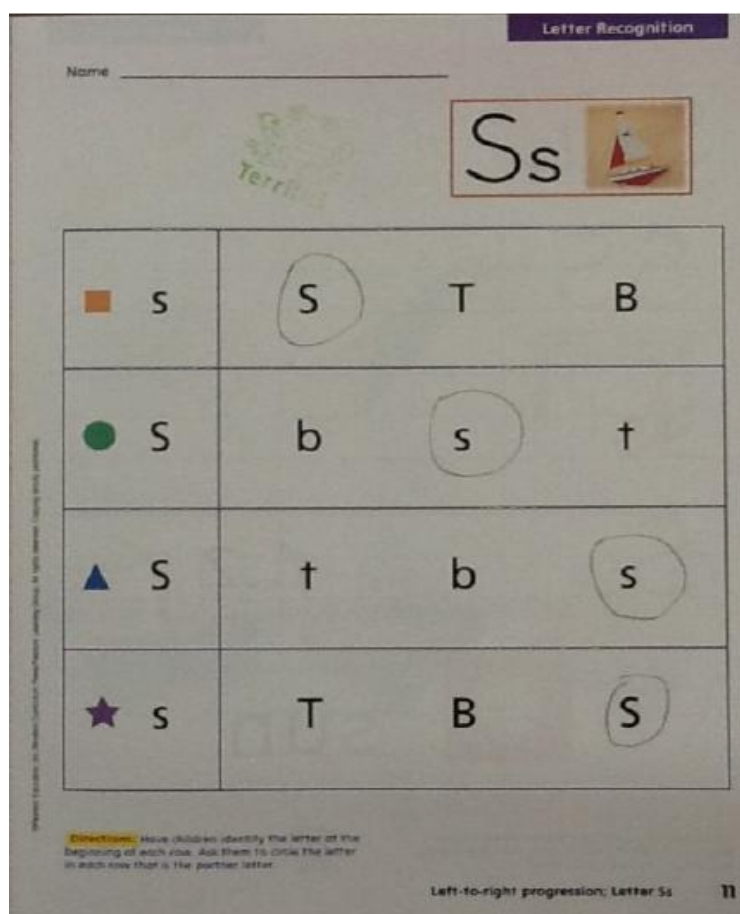 Letter Recognition
Name
Terrific
Ss
s S T B
S b s t
S t b s
s T B S
Directions: Have children identify the letter at the
beginning of each row. Ask them to circle the letter
in each row that is the partner letter.
Left-to-right progression; Letter Ss 11